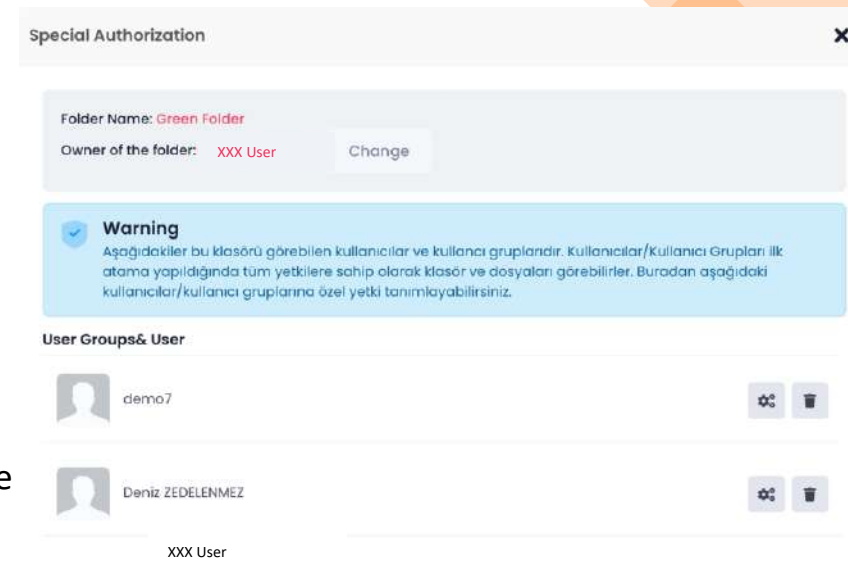 Special Authorization
Folder Name: Green Folder
Owner of the folder: XXX User Change
Warning
Aşağıdakiler bu klasörü görebilen kullanıcılar ve kullancı gruplarıdır. Kullanıcılar/Kullanıcı Grupları ilk
atama yapıldığında tüm yetkilere sahip olarak klasör ve dosyaları görebilirler. Buradan aşağıdaki
kullanıcılar/kullanıcı gruplarına özel yetki tanımlayabilirsiniz.
User Groups& User
demo7
e
Deniz ZEDELENMEZ
XXX User